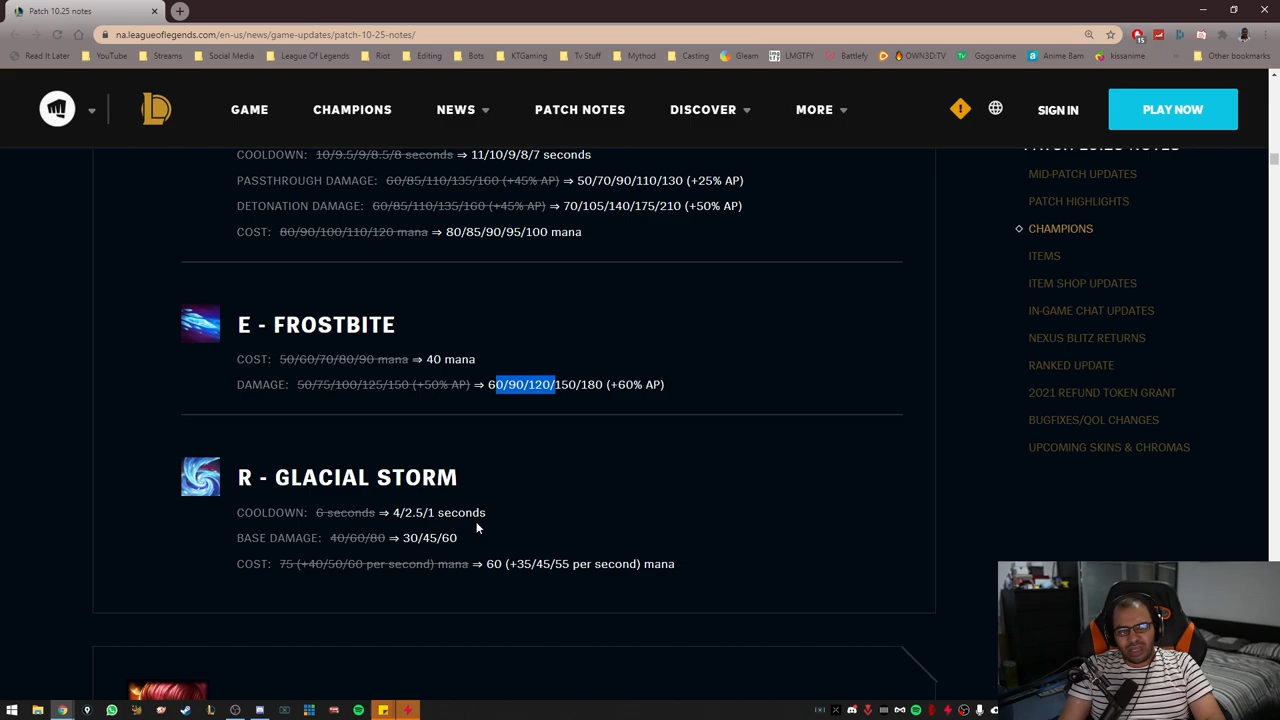 Patch 10.25 notes
na.leagueoflegends.com/en-us/news/game-updates/patch-10-25-notes/
15
Read It Later YouTube Streams Social Media League Of Legends Riot Editing Bots KTGaming Tv Stuff Mythod Casting Gleam LMGTFY Battlefy OWN3D.TV Gogoanime Anime Bam kissanime Other bookmarks
GAME CHAMPIONS NEWS PATCH NOTES DISCOVER MORE SIGN IN PLAY NOW
COOLDOWN: 10/9.5/9/8.5/8 seconds ⇒ 11/10/9/8/7 seconds
PASSTHROUGH DAMAGE: 60/85/110/135/160 (+45% AP) ⇒ 50/70/90/110/130 (+25% AP)
DETONATION DAMAGE: 60/85/110/135/160 (+45% AP) ⇒ 70/105/140/175/210 (+50% AP)
COST: 80/90/100/110/120 mana ⇒ 80/85/90/95/100 mana
E - FROSTBITE
COST: 50/60/70/80/90 mana ⇒ 40 mana
DAMAGE: 50/75/100/125/150 (+50% AP) ⇒ 60/90/120/150/180 (+60% AP)
R - GLACIAL STORM
COOLDOWN: 6 seconds ⇒ 4/2.5/1 seconds
BASE DAMAGE: 40/60/80 ⇒ 30/45/60
COST: 75 (+40/50/60 per second) mana ⇒ 60 (+35/45/55 per second) mana
PATCH 10.25 NOTES
MID-PATCH UPDATES
PATCH HIGHLIGHTS
CHAMPIONS
ITEMS
ITEM SHOP UPDATES
IN-GAME CHAT UPDATES
NEXUS BLITZ RETURNS
RANKED UPDATE
2021 REFUND TOKEN GRANT
BUGFIXES/QOL CHANGES
UPCOMING SKINS & CHROMAS